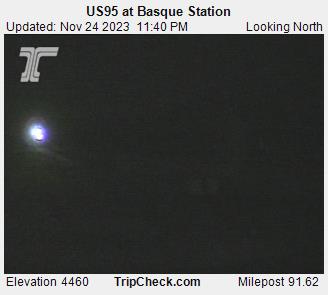 US95 at Basque Station
Updated: Nov 24 2023 11:40 PM Looking North
Elevation 4460 TripCheck.com Milepost 91.62